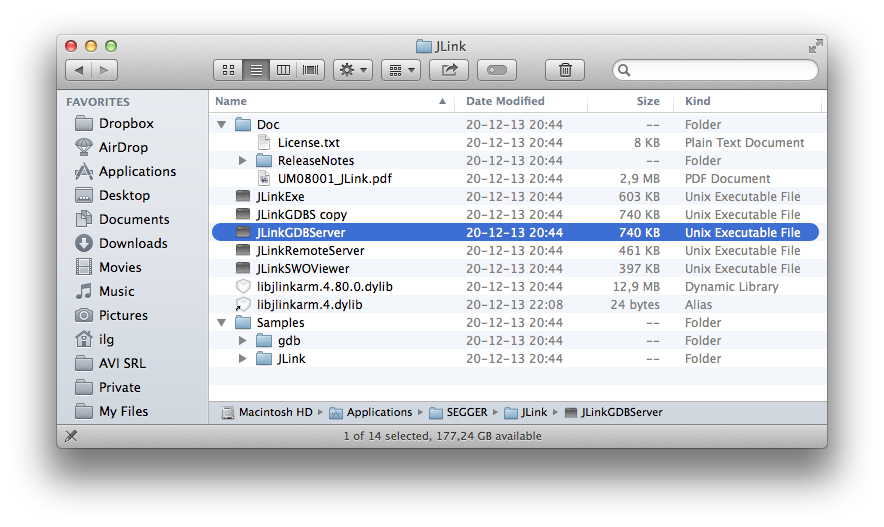 JLink
FAVORITES
Dropbox
AirDrop
Applications
Desktop
Documents
Downloads
Movies
Music
Pictures
ilg
AVI SRL
Private
My Files
Name Date Modified Size Kind
Doc 20-12-13 20:44 -- Folder
License.txt 20-12-13 20:44 8 KB Plain Text Document
ReleaseNotes 20-12-13 20:44 -- Folder
UM08001_JLink.pdf 20-12-13 20:44 2,9 MB PDF Document
JLinkExe 20-12-13 20:44 603 KB Unix Executable File
JLinkGDBS copy 20-12-13 20:44 740 KB Unix Executable File
JLinkGDBServer 20-12-13 20:44 740 KB Unix Executable File
JLinkRemoteServer 20-12-13 20:44 461 KB Unix Executable File
JLinkSWOViewer 20-12-13 20:44 397 KB Unix Executable File
libjlinkarm.4.80.0.dylib 20-12-13 20:44 12,9 MB Dynamic Library
libjlinkarm.4.dylib 20-12-13 22:08 24 bytes Alias
Samples 20-12-13 20:44 -- Folder
gdb 20-12-13 20:44 -- Folder
JLink 20-12-13 20:44 -- Folder
Macintosh HD Applications SEGGER JLink JLinkGDBServer
1 of 14 selected, 177,24 GB available